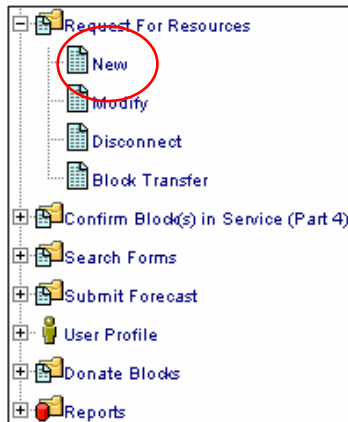 Request For Resources
New
Modify
Disconnect
Block Transfer
Confirm Block(s) in Service (Part 4)
Search Forms
Submit Forecast
User Profile
Donate Blocks
Reports